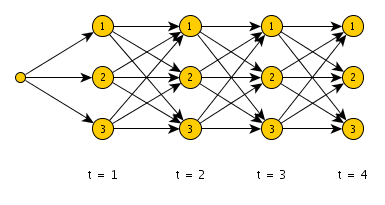 1 1 1 1
2 2 2 2
3 3 3 3
t = 1 t = 2 t = 3 t = 4